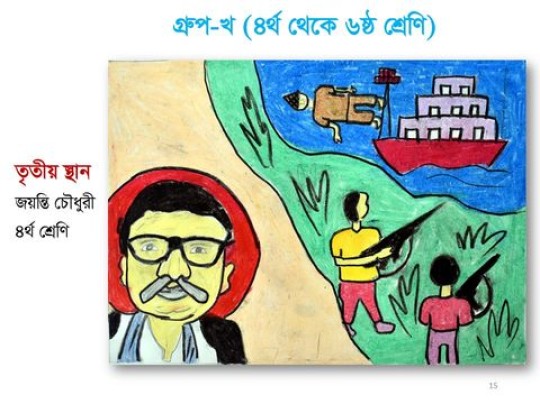 গ্রুপ-খ (৪র্থ থেকে ৬ষ্ঠ শ্রেণি)
তৃতীয় স্থান
জয়ন্তি চৌধুরী
৪র্থ শ্রেণি
15